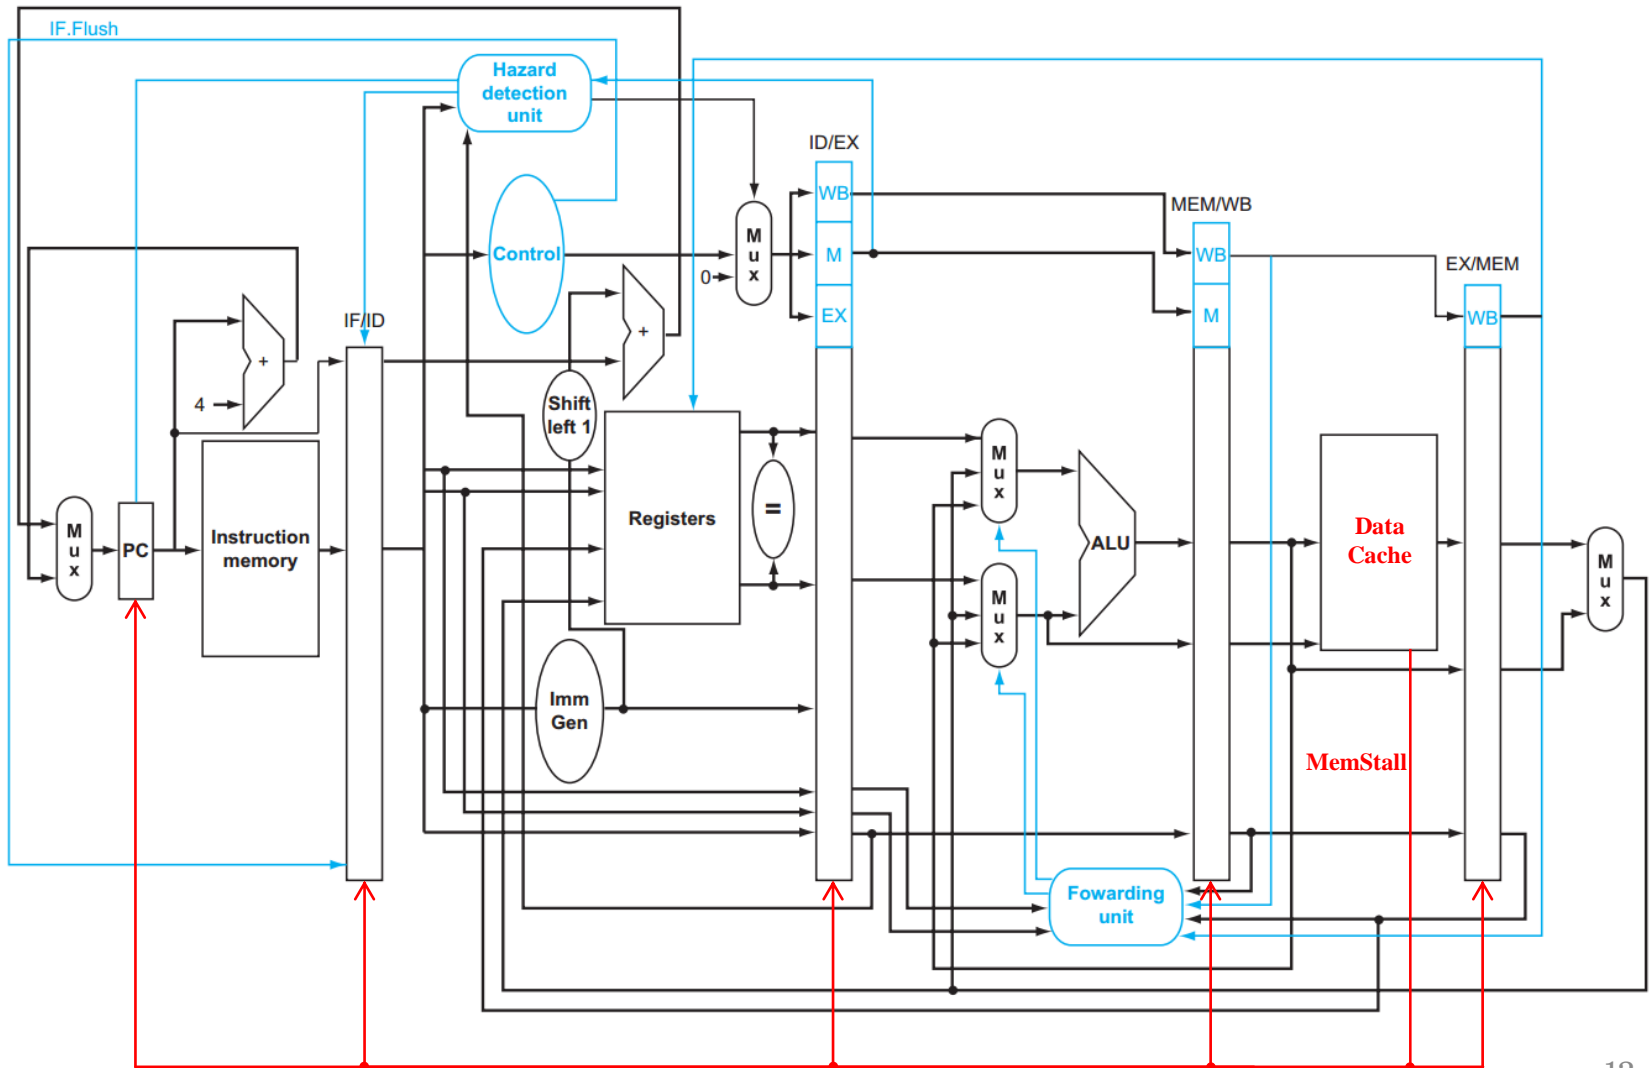 IF.Flush
Hazard
detection
unit
ID/EX
WB
MEM/WB
Control
M
u
x
M
WB
EX/MEM
0
EX
M
WB
IF/ID
+
+
4
Shift
left 1
M
u
x
Registers
=
M
u
x
PC
Instruction
memory
ALU
Data
Cache
M
u
x
M
u
x
Imm
Gen
MemStall
Fowarding
unit